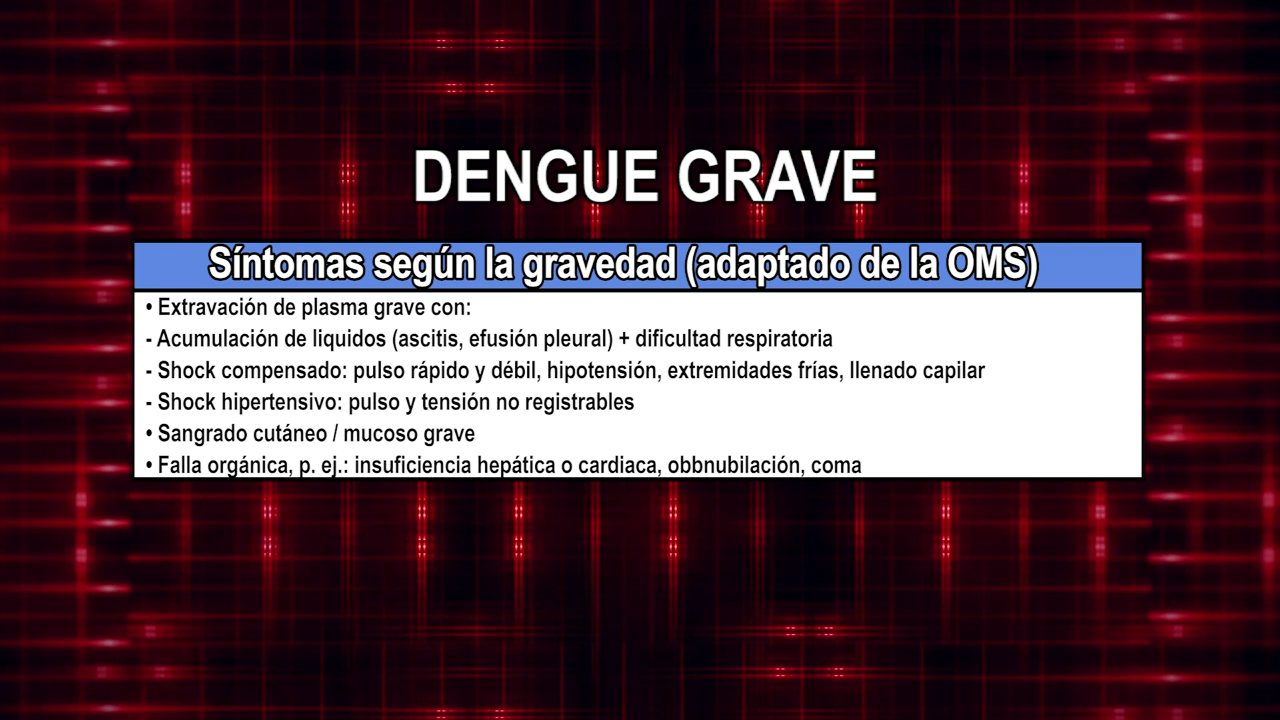 DENGUE GRAVE
Síntomas según la gravedad (adaptado de la OMS)
• Extravación de plasma grave con:
- Acumulación de liquidos (ascitis, efusión pleural) + dificultad respiratoria
- Shock compensado: pulso rápido y débil, hipotensión, extremidades frías, llenado capilar
- Shock hipertensivo: pulso y tensión no registrables
• Sangrado cutáneo / mucoso grave
• Falla orgánica, p. ej.: insuficiencia hepática o cardiaca, obbnubilación, coma